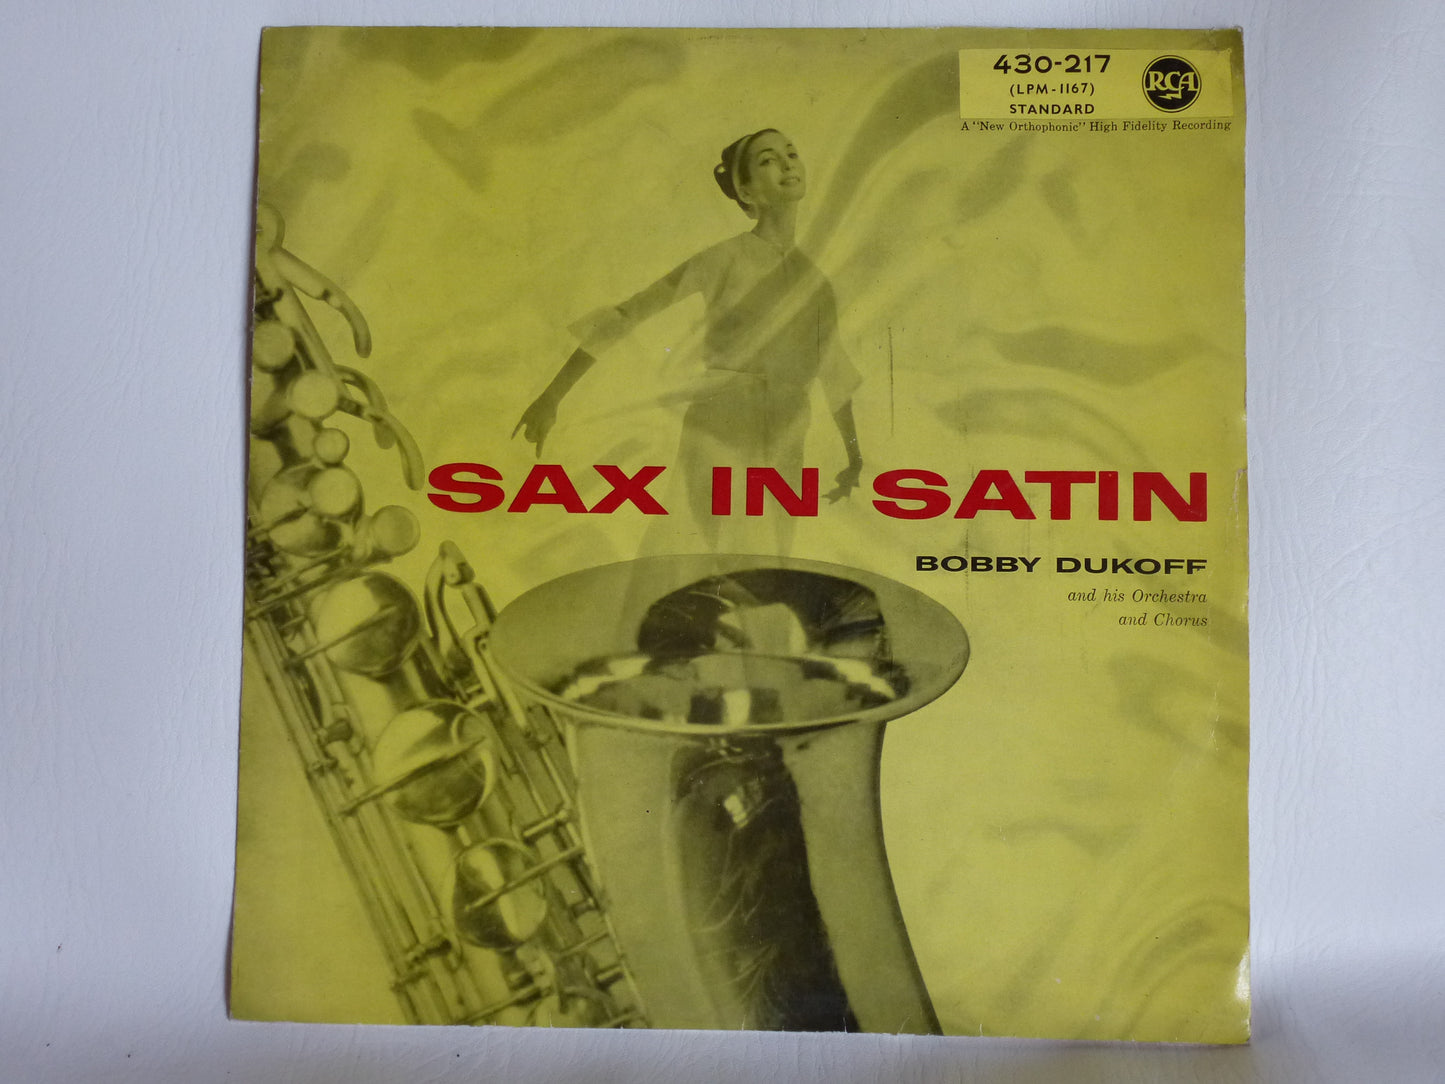 430-217
(LPM-1167)
STANDARD
RCA
A "New Orthophonic" High Fidelity Recording
SAX IN SATIN
BOBBY DUKOFF
and his Orchestra
and Chorus